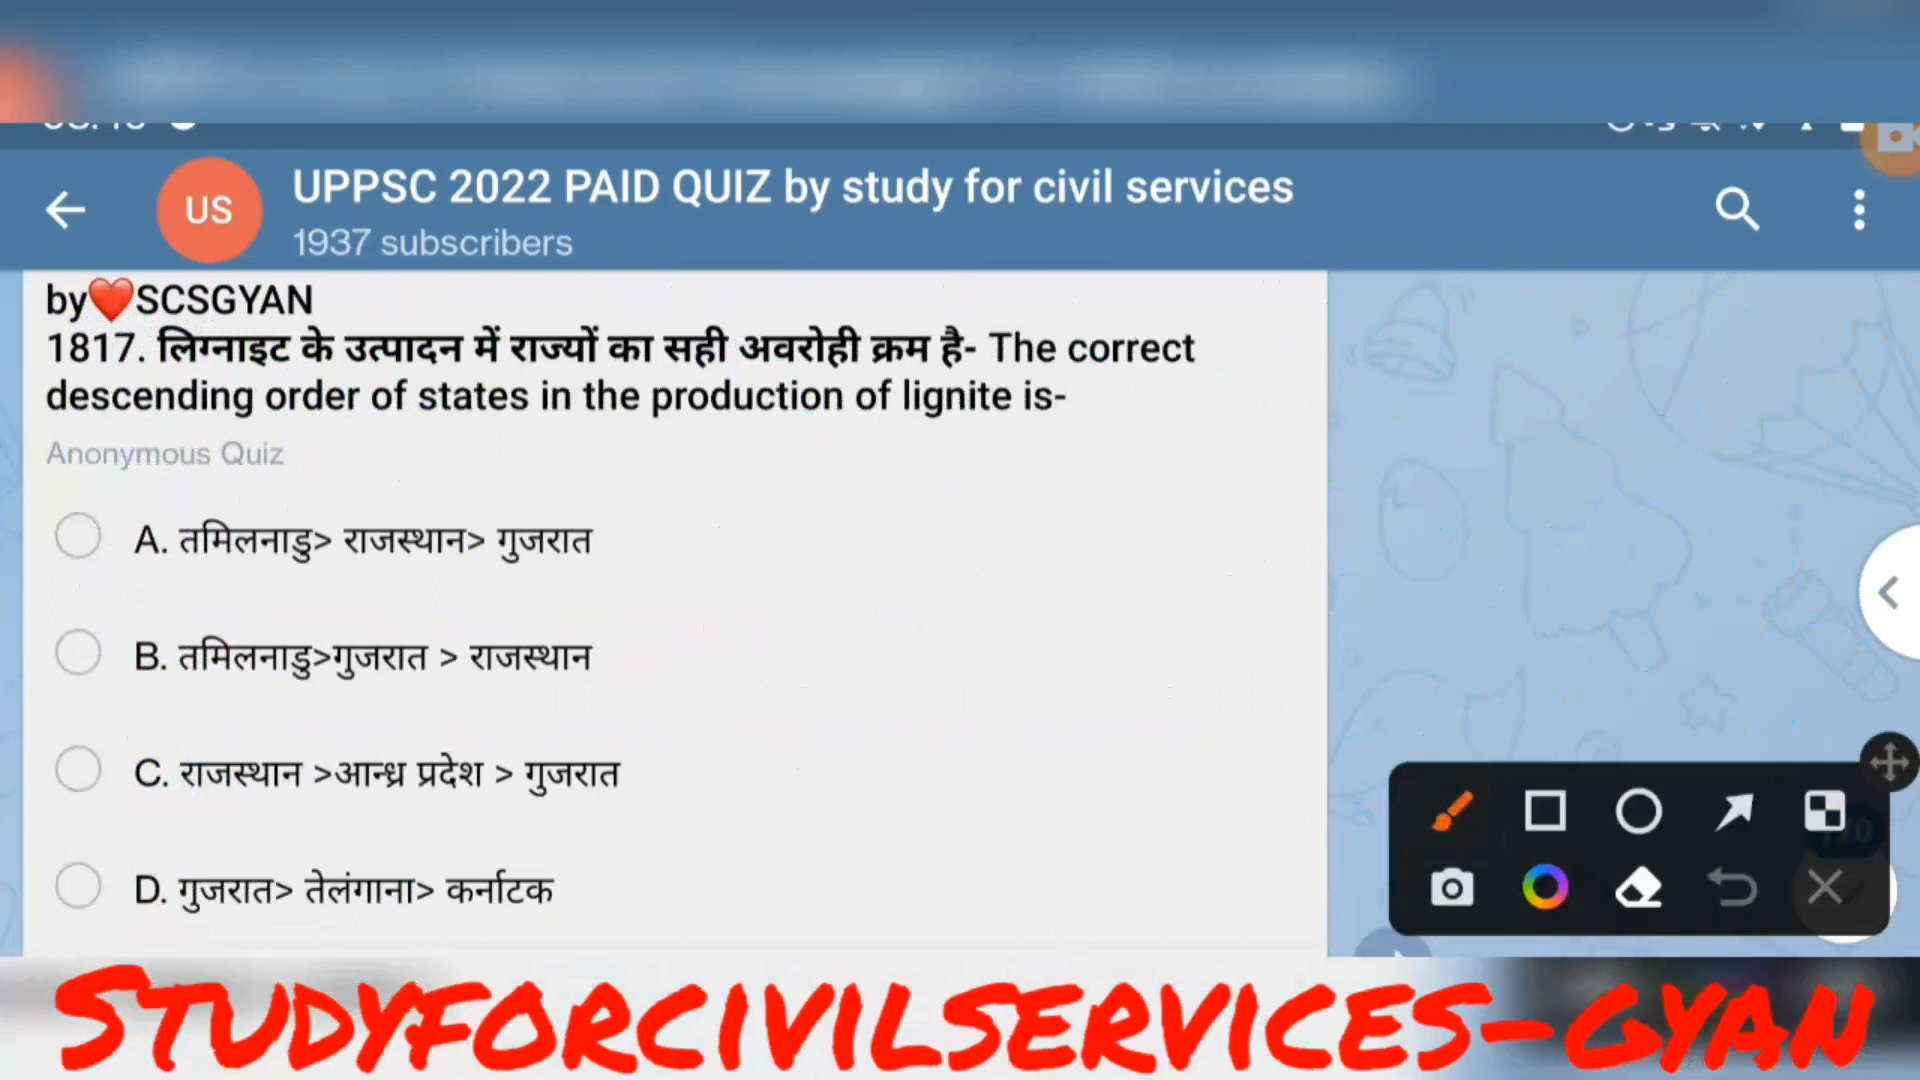 UPPSC 2022 PAID QUIZ by study for civil services
US
1937 subscribers
by❤️SCSGYAN
1817. लिग्नाइट के उत्पादन में राज्यों का सही अवरोही क्रम है- The correct
descending order of states in the production of lignite is-
Anonymous Quiz
A. तमिलनाडु> राजस्थान> गुजरात
B. तमिलनाडु>गुजरात > राजस्थान
C. राजस्थान >आन्ध्र प्रदेश > गुजरात
D. गुजरात> तेलंगाना> कर्नाटक
STUDYFORCIVILSERVICES-GYAN